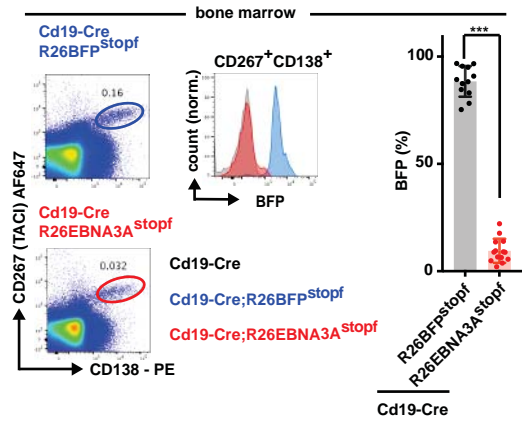 bone marrow
Cd19-Cre
R26BFPstopf
0.16
CD267+CD138+
count (norm.)
BFP
Cd19-Cre
R26EBNA3Astopf
0.032
CD267 (TACI) AF647
CD138 - PE
Cd19-Cre
Cd19-Cre;R26BFPstopf
Cd19-Cre;R26EBNA3Astopf
***
100
50
0
BFP (%)
R26BFPstopf
R26EBNA3Astopf
Cd19-Cre